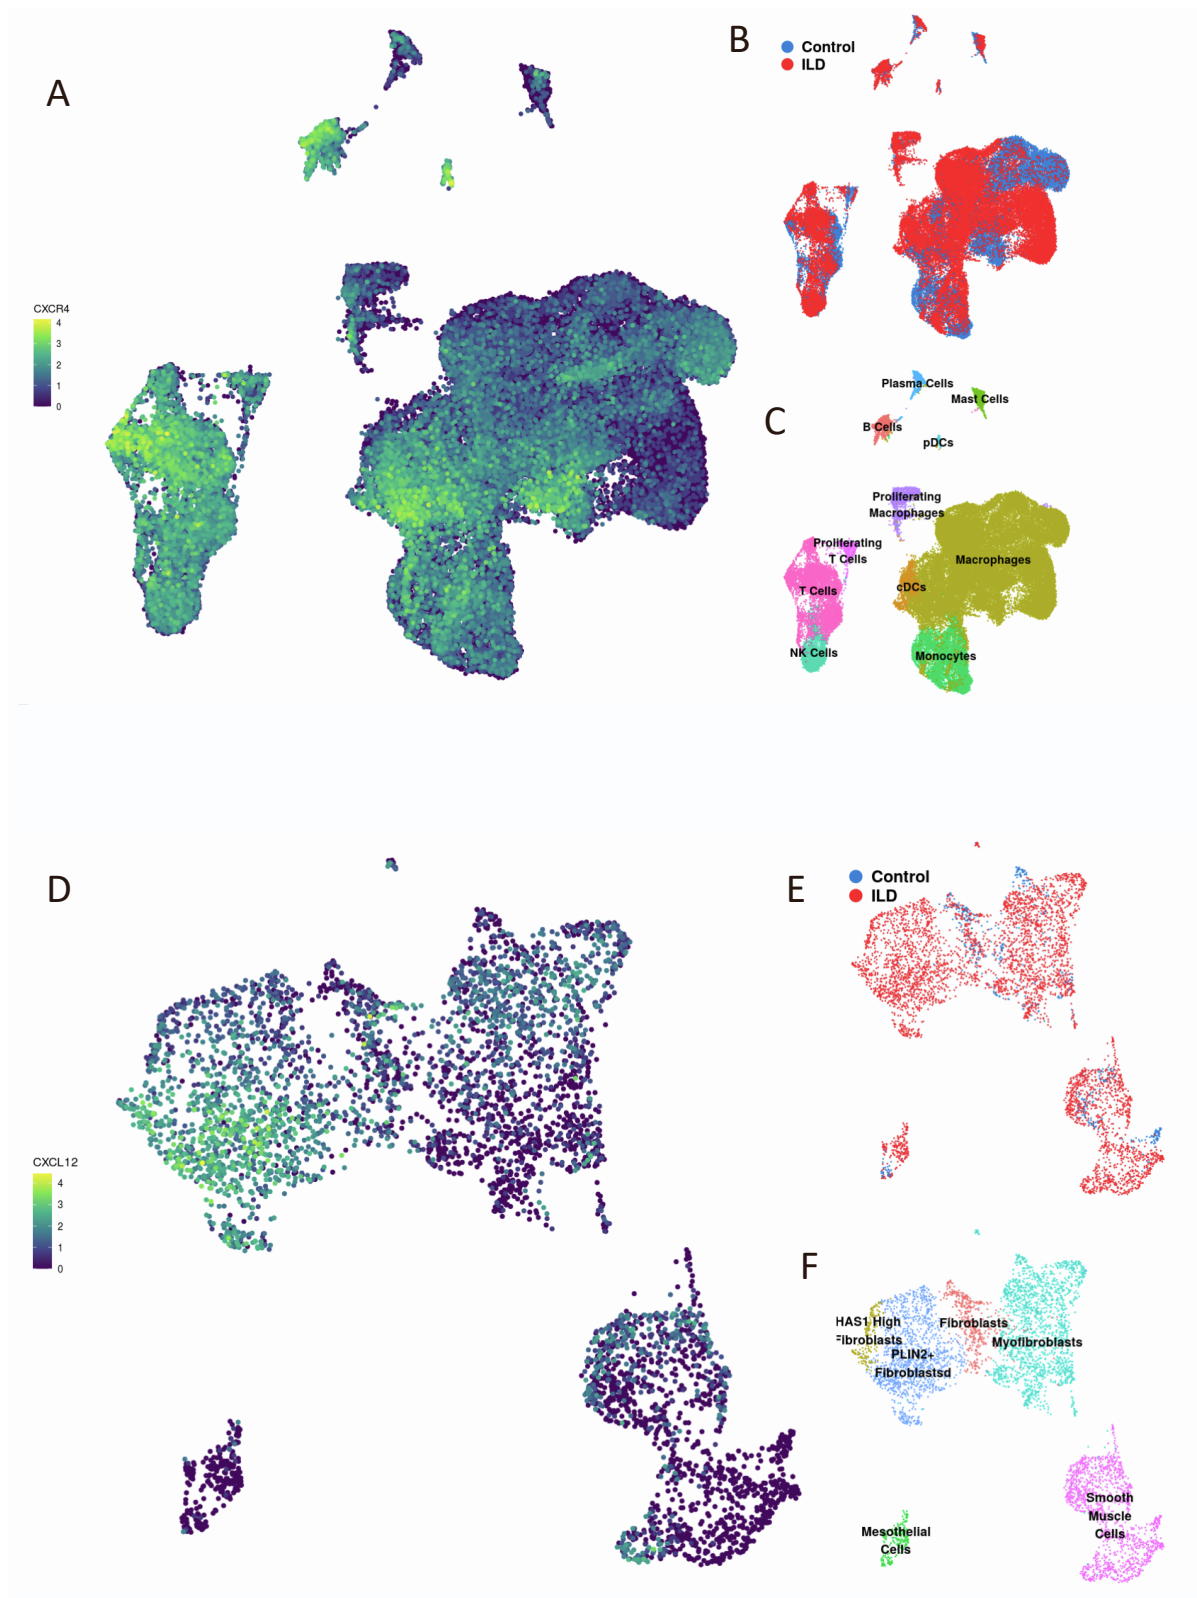 A
B
Control
ILD
CXCR4
4
3
2
1
0
C
Plasma Cells
Mast Cells
B Cells
pDCs
Proliferating
Macrophages
Proliferating
T Cells
Macrophages
T Cells
cDCs
NK Cells
Monocytes
D
E
Control
ILD
CXCL12
4
3
2
1
0
F
HAS1 High
Fibroblasts
Fibroblasts
Myofibroblasts
PLIN2+
Fibroblastsd
Smooth
Muscle
Cells
Mesothelial
Cells